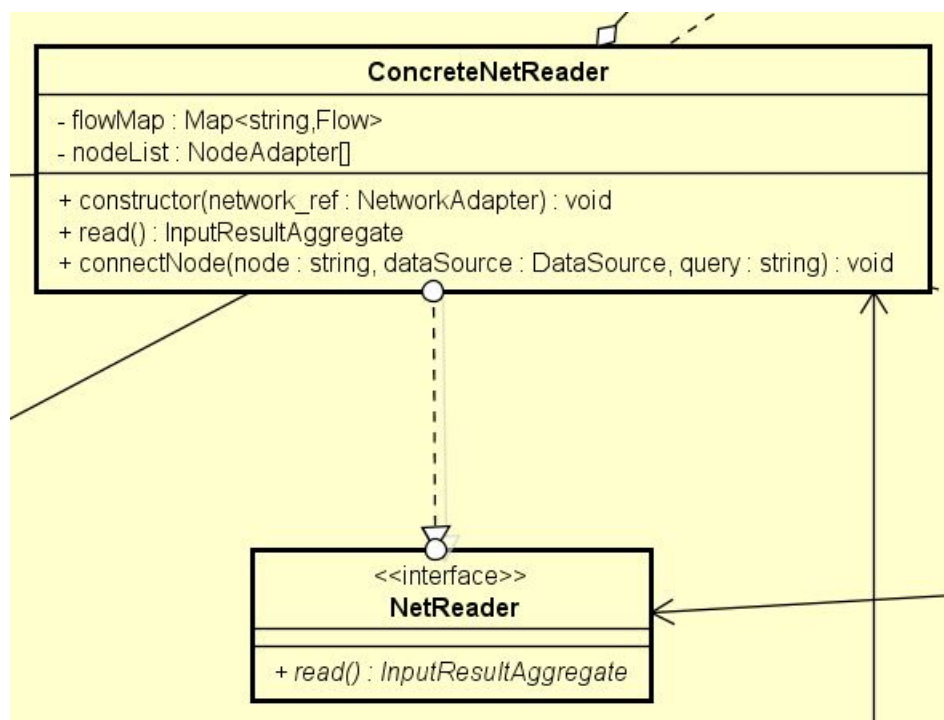 ConcreteNetReader
- flowMap : Map<string,Flow>
- nodeList : NodeAdapter[]
+ constructor(network_ref : NetworkAdapter) : void
+ read() : InputResultAggregate
+ connectNode(node : string, dataSource : DataSource, query : string) : void
<<interface>>
NetReader
+ read() : InputResultAggregate